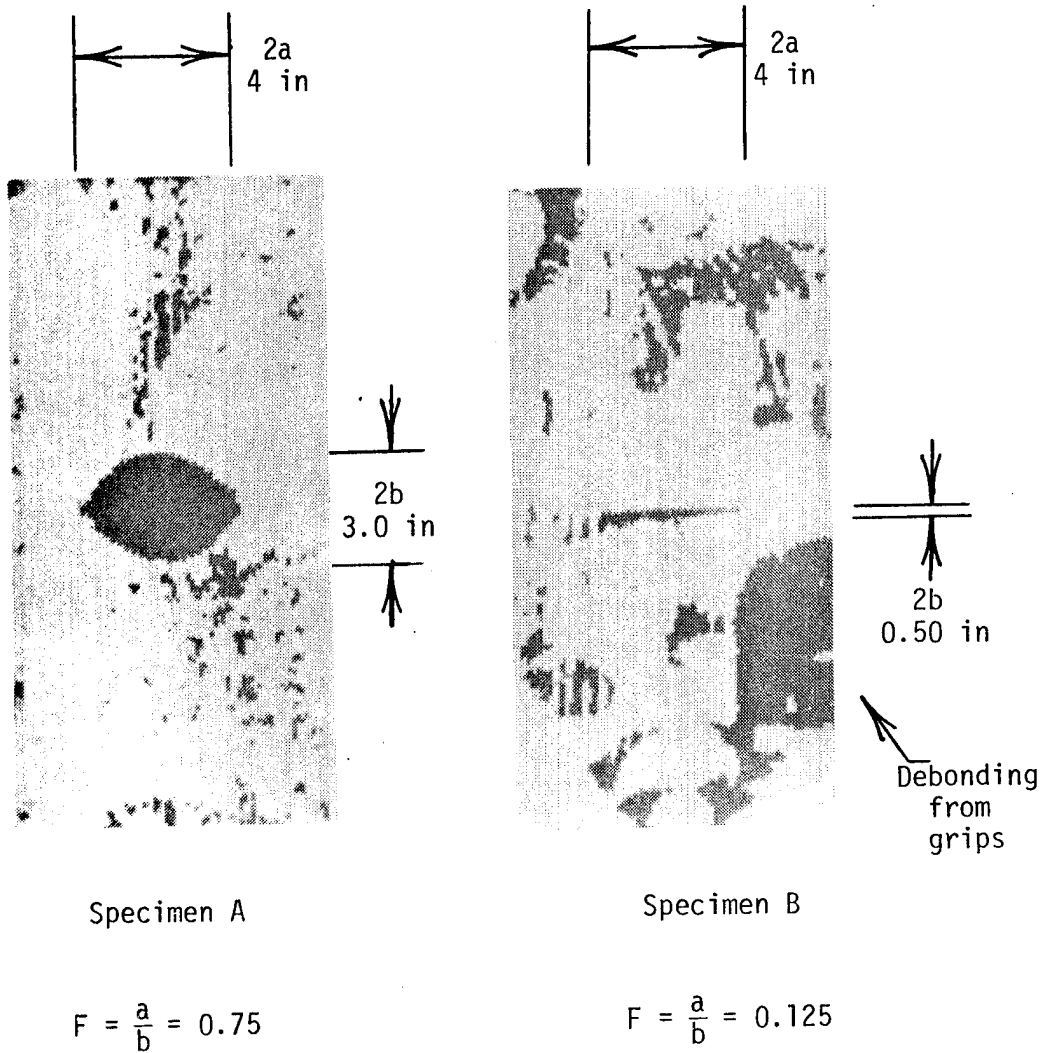 2a
4 in
2a
4 in
2b
3.0 in
2b
0.50 in
Debonding
from
grips
Specimen A
Specimen B
F = a/b = 0.75
F = a/b = 0.125